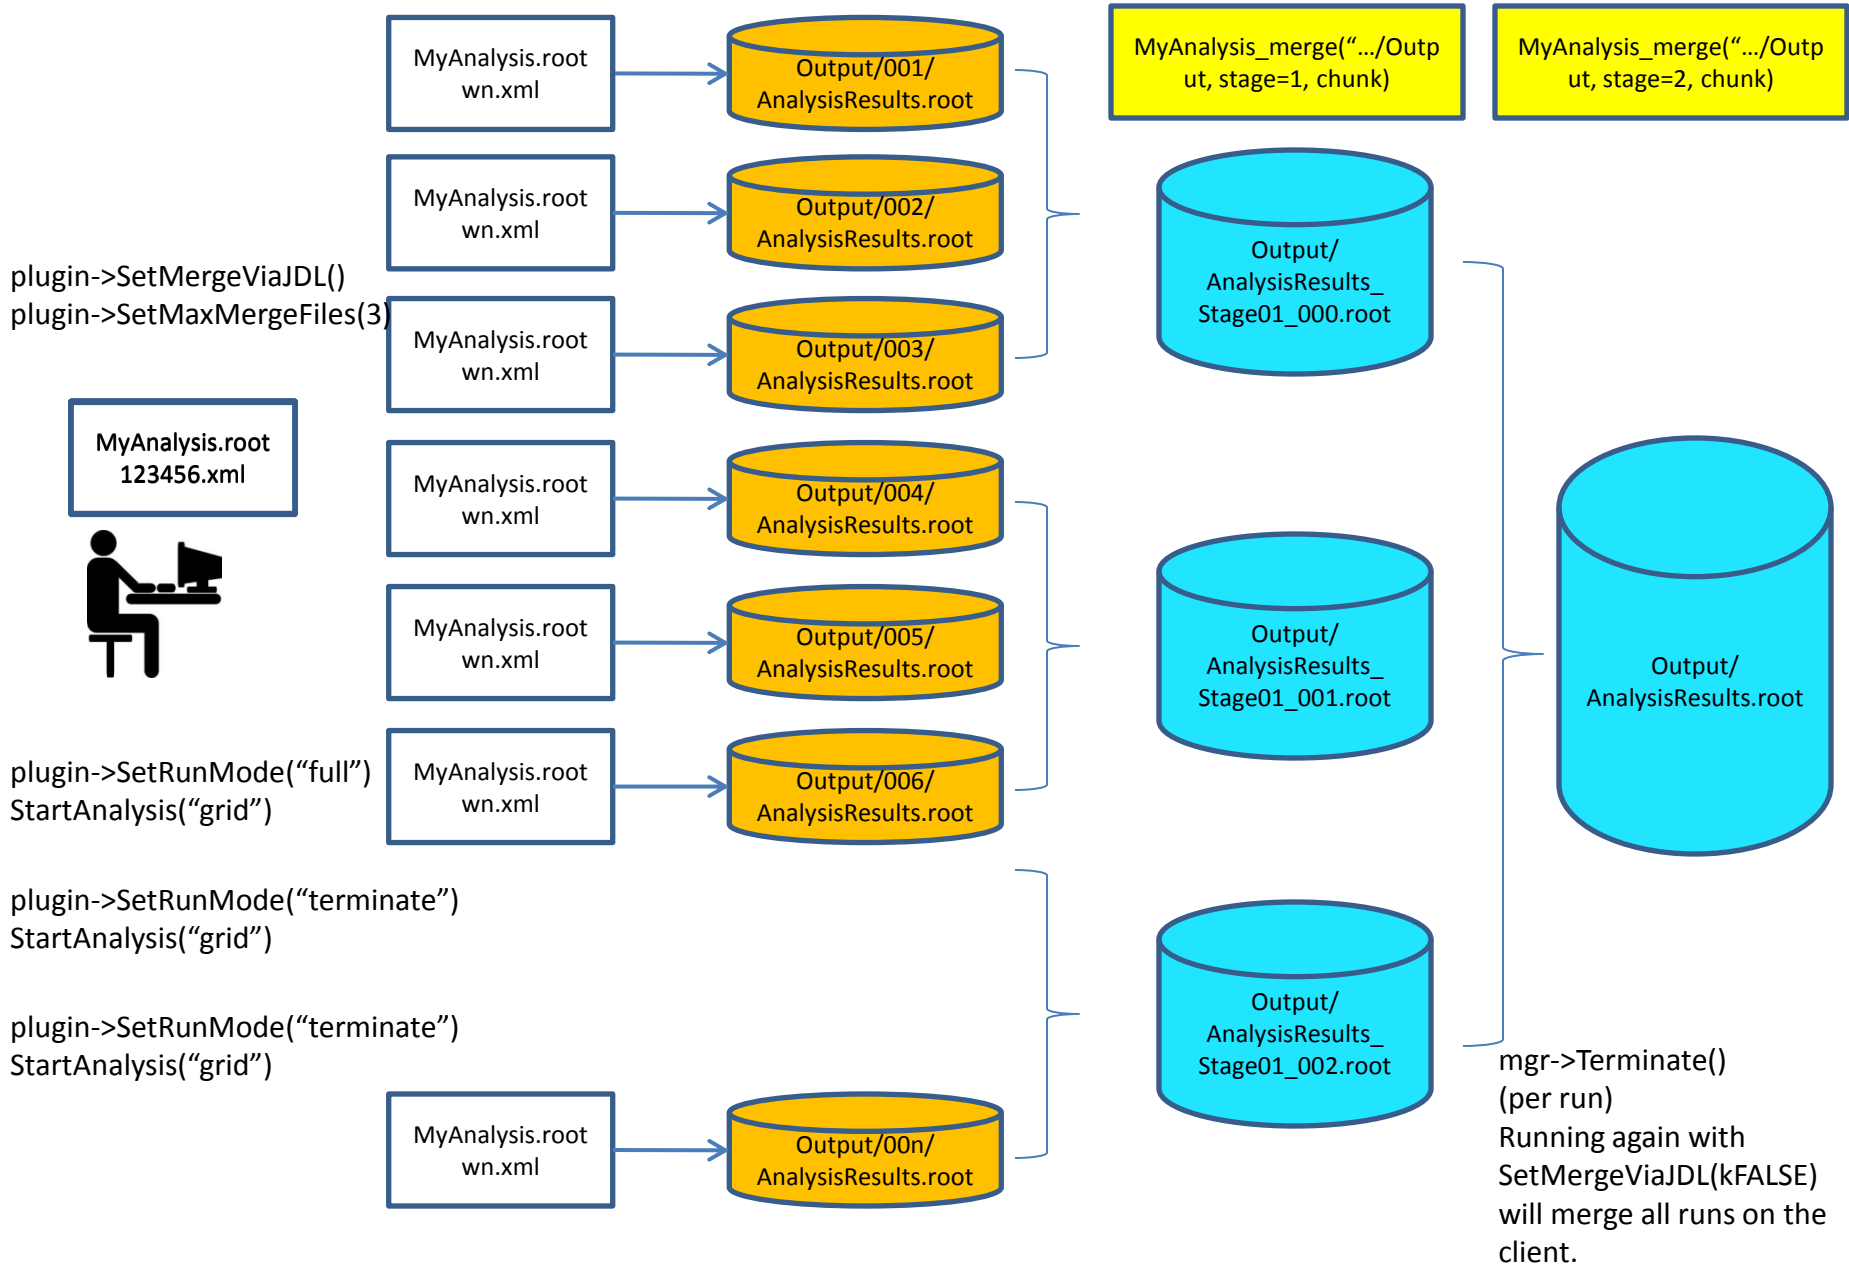 MyAnalysis.root
wn.xml
Output/001/
AnalysisResults.root
MyAnalysis_merge(“…/Outp
ut, stage=1, chunk)
MyAnalysis_merge(“…/Outp
ut, stage=2, chunk)
MyAnalysis.root
wn.xml
Output/002/
AnalysisResults.root
plugin->SetMergeViaJDL()
plugin->SetMaxMergeFiles(3)
MyAnalysis.root
wn.xml
Output/003/
AnalysisResults.root
Output/
AnalysisResults_
Stage01_000.root
MyAnalysis.root
123456.xml
MyAnalysis.root
wn.xml
Output/004/
AnalysisResults.root
MyAnalysis.root
wn.xml
Output/005/
AnalysisResults.root
Output/
AnalysisResults_
Stage01_001.root
Output/
AnalysisResults.root
plugin->SetRunMode(“full”)
StartAnalysis(“grid”)
MyAnalysis.root
wn.xml
Output/006/
AnalysisResults.root
plugin->SetRunMode(“terminate”)
StartAnalysis(“grid”)
plugin->SetRunMode(“terminate”)
StartAnalysis(“grid”)
Output/
AnalysisResults_
Stage01_002.root
MyAnalysis.root
wn.xml
Output/00n/
AnalysisResults.root
mgr->Terminate()
(per run)
Running again with
SetMergeViaJDL(kFALSE)
will merge all runs on the
client.